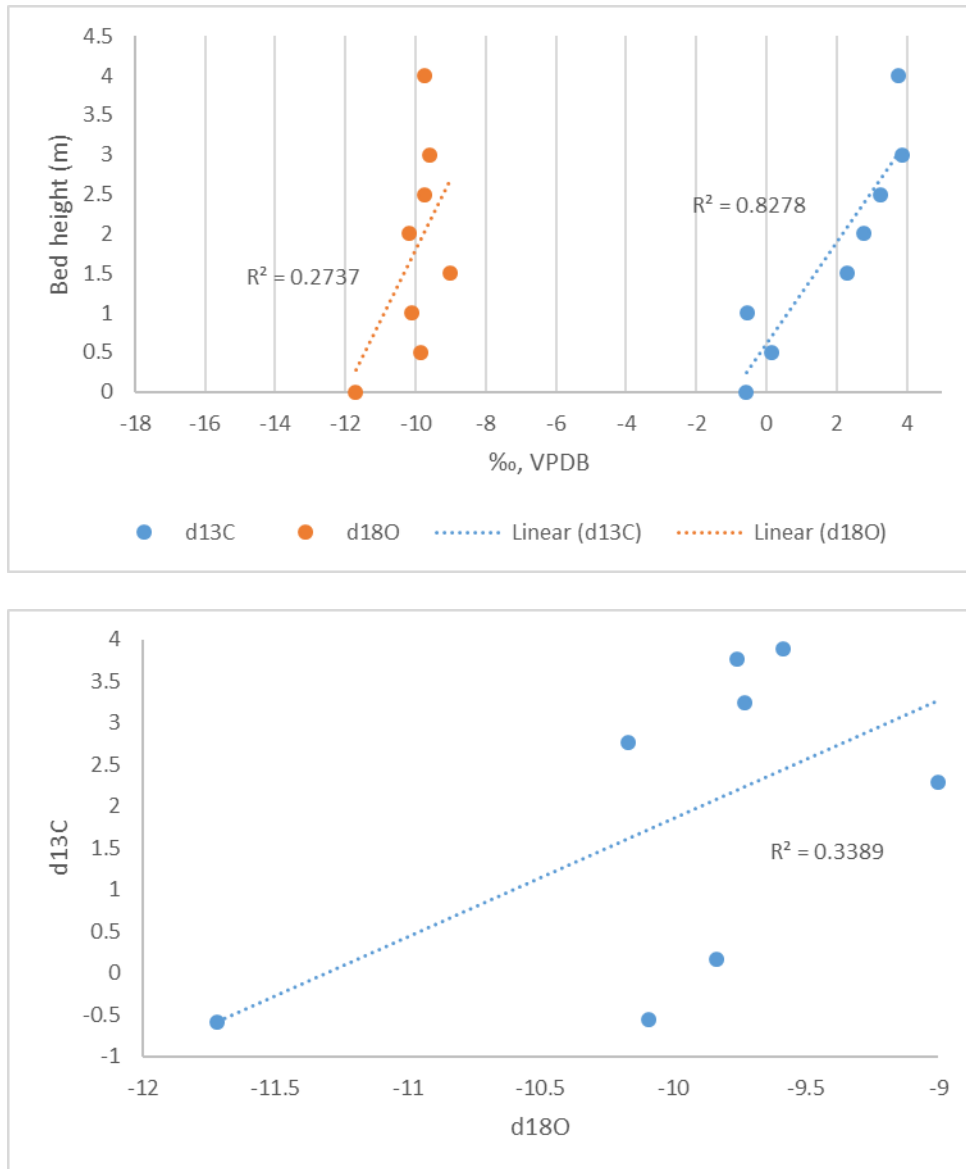 4.5
4
3.5
3
2.5
2
1.5
1
0.5
0
Bed height (m)
R² = 0.8278
R² = 0.2737
-18 -16 -14 -12 -10 -8 -6 -4 -2 0 2 4
‰, VPDB
d13C d18O Linear (d13C) Linear (d18O)
4
3.5
3
2.5
2
1.5
1
0.5
0
-0.5
-1
d13C
R² = 0.3389
-12 -11.5 -11 -10.5 -10 -9.5 -9
d18O